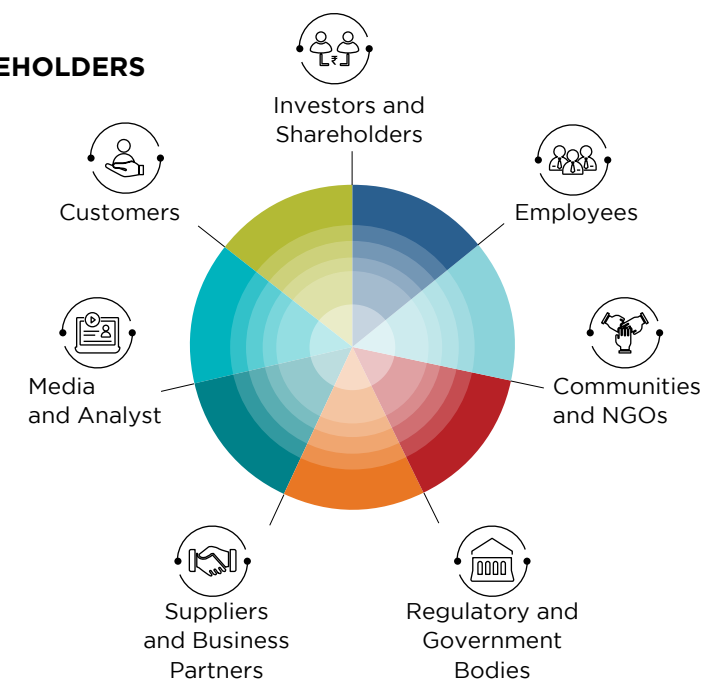 EHOLDERS
Investors and
Shareholders
Customers
Employees
Media
and Analyst
Communities
and NGOs
Suppliers
and Business
Partners
Regulatory and
Government
Bodies